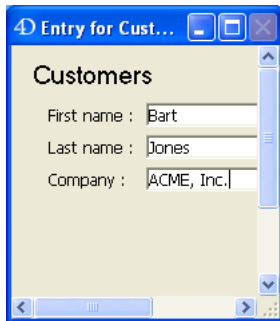 Entry for Cust...
Customers
First name : Bart
Last name : Jones
Company : ACME, Inc.